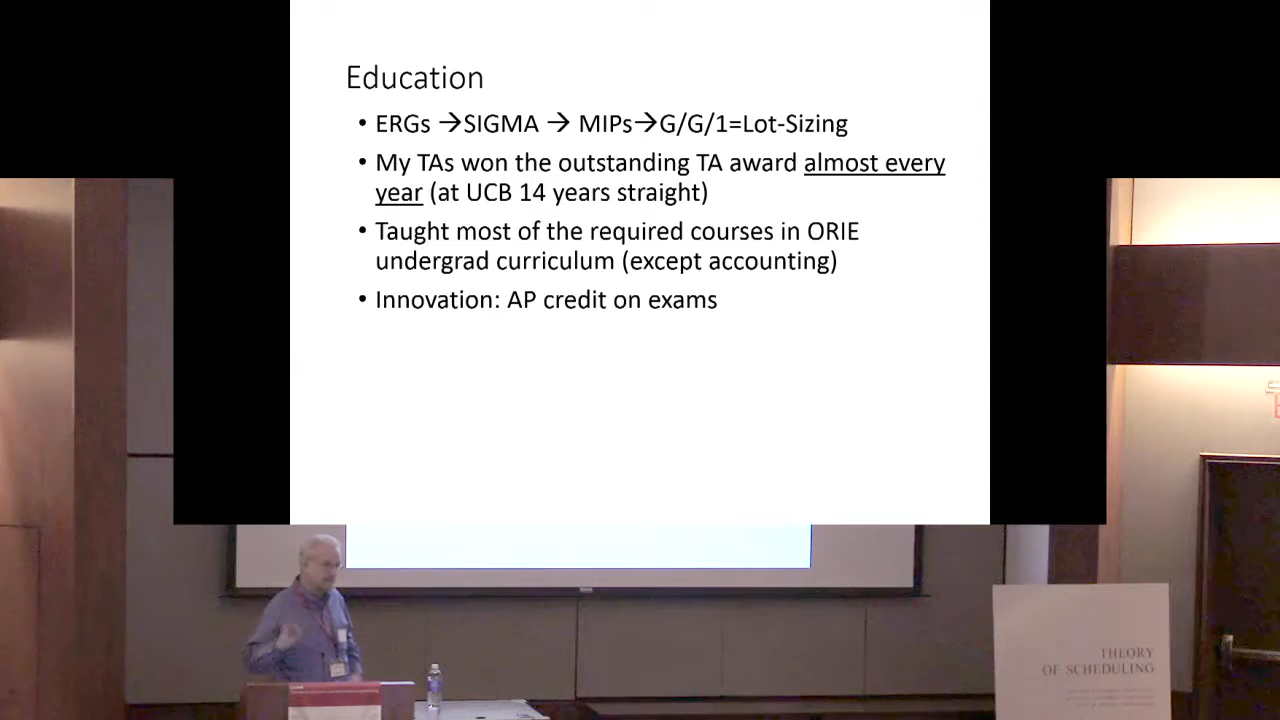 Education
• ERGs →SIGMA → MIPs→G/G/1=Lot-Sizing
• My TAs won the outstanding TA award almost every
year (at UCB 14 years straight)
• Taught most of the required courses in ORIE
undergrad curriculum (except accounting)
• Innovation: AP credit on exams
THEORY
OF SCHEDULING